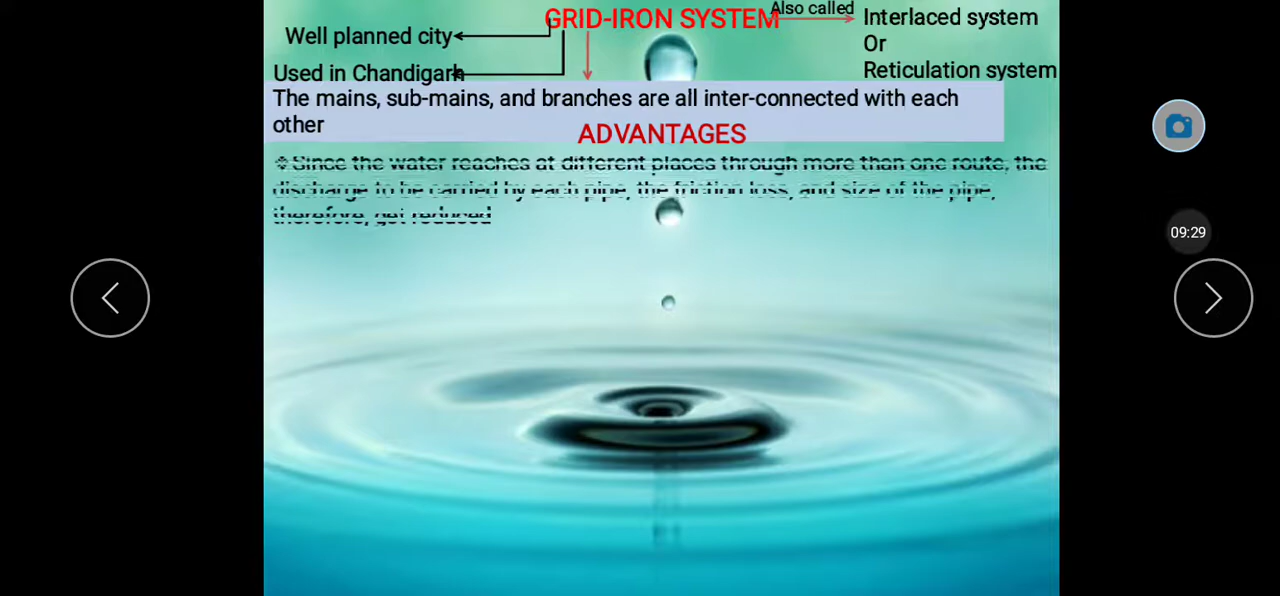 Also called
GRID-IRON SYSTEM
Interlaced system
Well planned city
Or
Used in Chandigarh
Reticulation system
The mains, sub-mains, and branches are all inter-connected with each
other
ADVANTAGES
❖Since the water reaches at different places through more than one route, the
discharge to be carried by each pipe, the friction loss, and size of the pipe,
therefore, get reduced
09:29